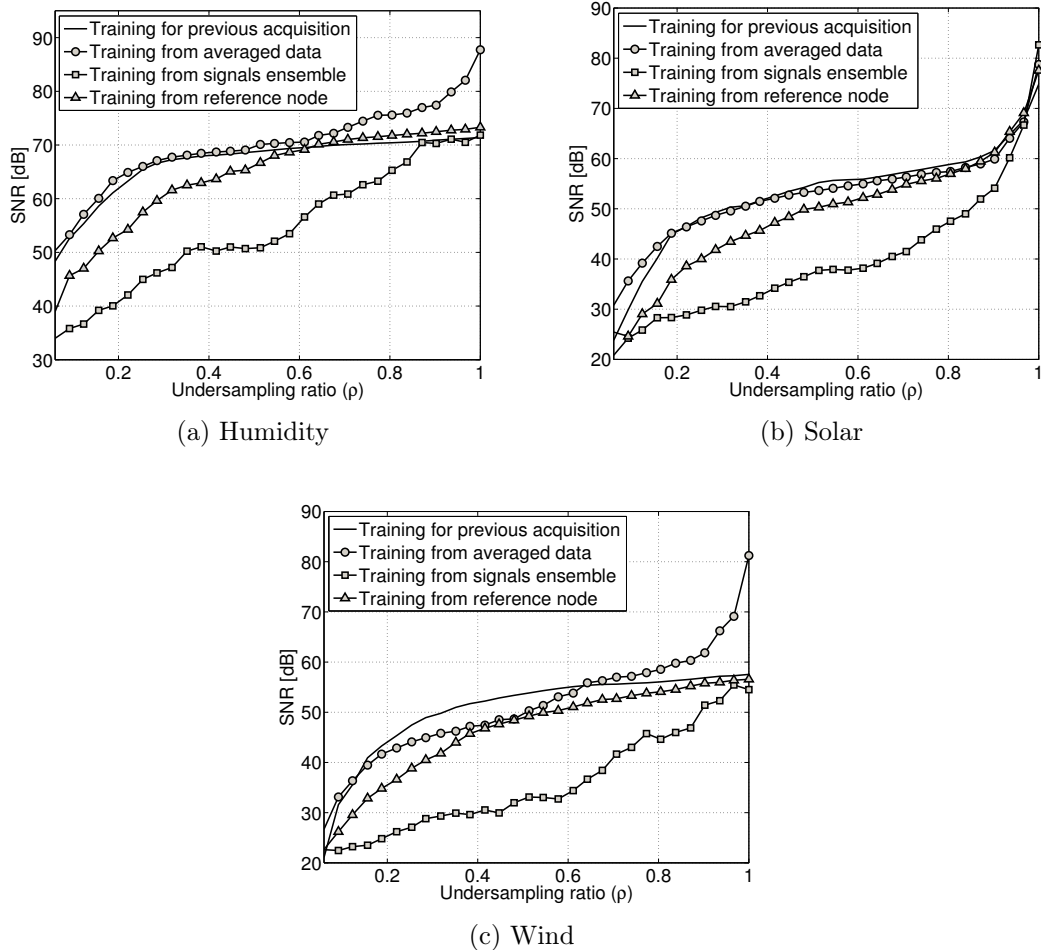 90
80
70
60
50
40
30
SNR [dB]
Training for previous acquisition
Training from averaged data
Training from signals ensemble
Training from reference node
0.2 0.4 0.6 0.8 1
Undersampling ratio (ρ)
(a) Humidity
90
80
70
60
50
40
30
20
SNR [dB]
Training for previous acquisition
Training from averaged data
Training from signals ensemble
Training from reference node
0.2 0.4 0.6 0.8 1
Undersampling ratio (ρ)
(b) Solar
90
80
70
60
50
40
30
20
SNR [dB]
Training for previous acquisition
Training from averaged data
Training from signals ensemble
Training from reference node
0.2 0.4 0.6 0.8 1
Undersampling ratio (ρ)
(c) Wind